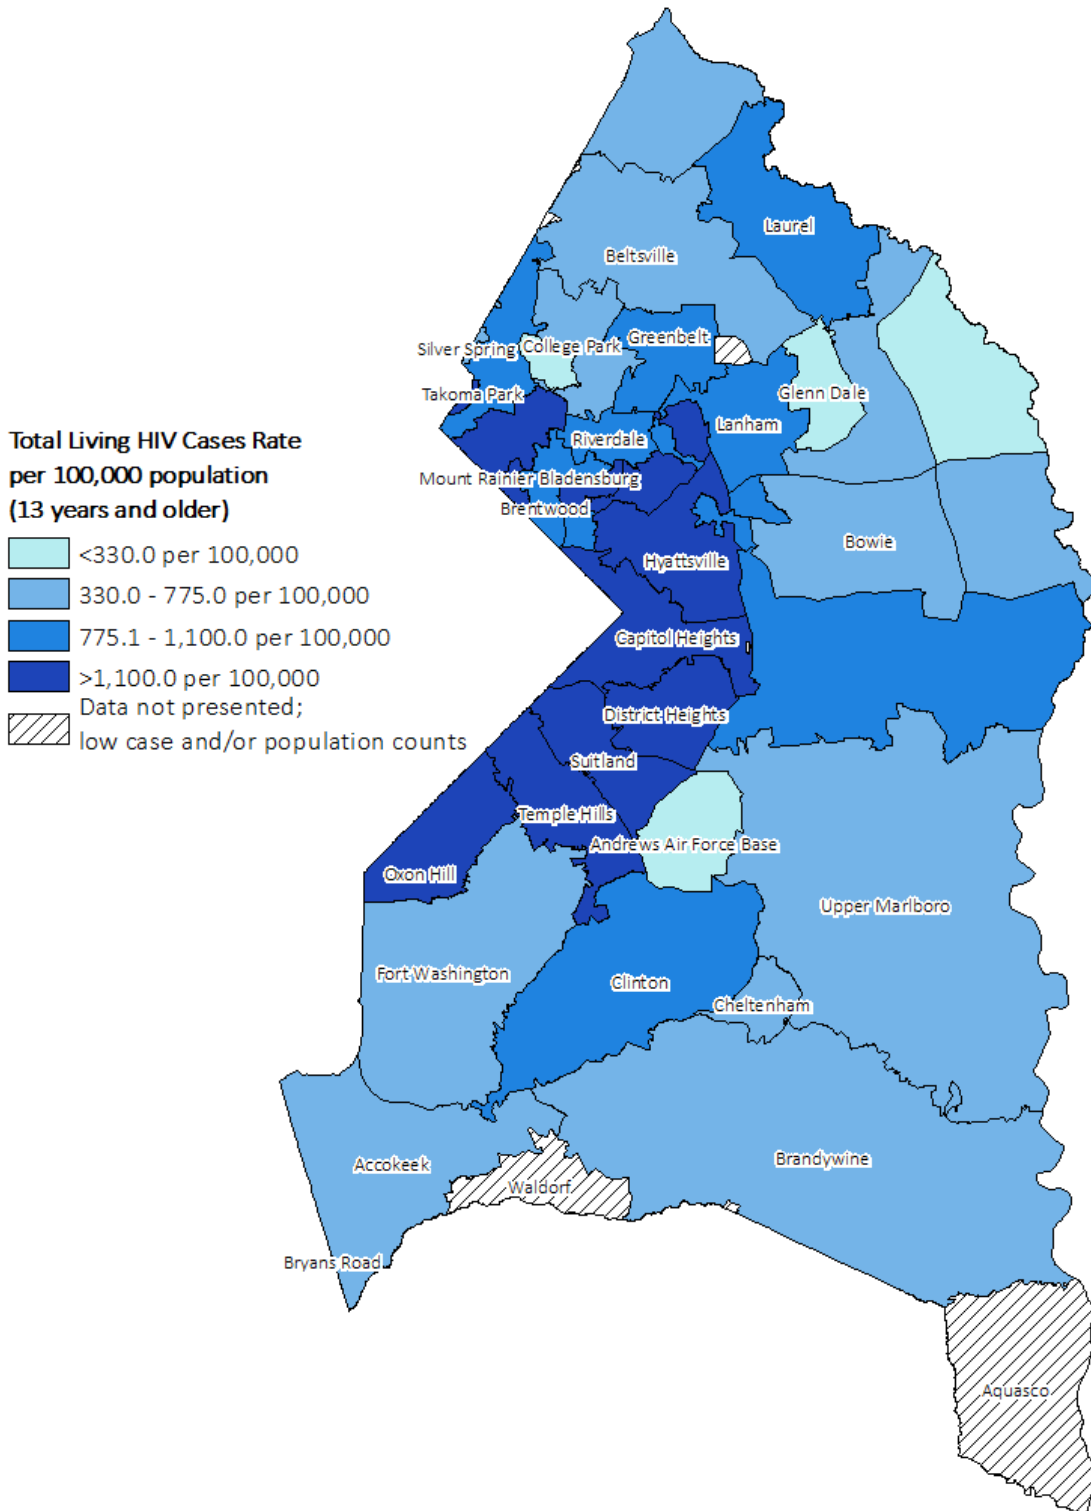 Laurel
Beltsville
Greenbelt
Silver Spring
College Park
Takoma Park
Glenn Dale
Lanham
Riverdale
Mount Rainier
Bladensburg
Brentwood
Hyattsville
Bowie
Capitol Heights
District Heights
Suitland
Temple Hills
Andrews Air Force Base
Oxon Hill
Upper Marlboro
Fort Washington
Clinton
Cheltenham
Accokeek
Brandywine
Waldorf
Bryans Road
Aquasco
Total Living HIV Cases Rate
per 100,000 population
(13 years and older)
<330.0 per 100,000
330.0 - 775.0 per 100,000
775.1 - 1,100.0 per 100,000
>1,100.0 per 100,000
Data not presented;
low case and/or population counts